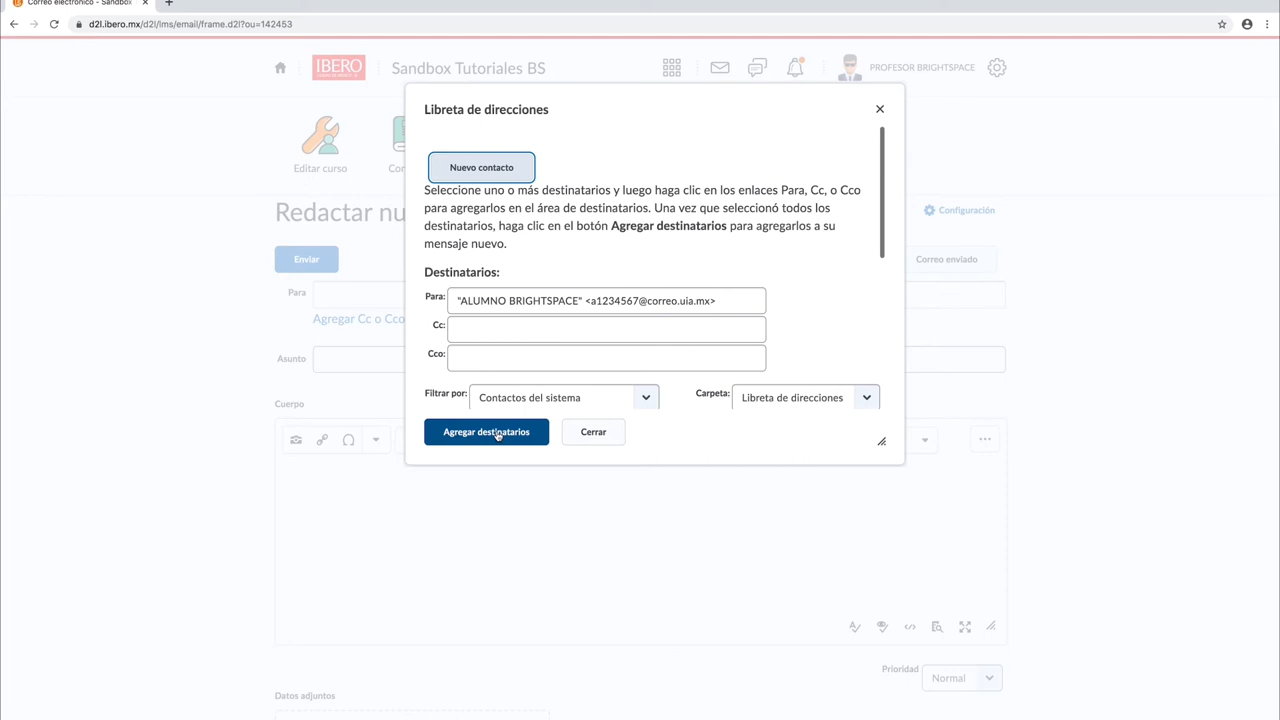 Correo electrónico - Sandbox
d2l.ibero.mx/d2l/lms/email/frame.d2l?ou=142453
IBERO
Sandbox Tutoriales BS
PROFESOR BRIGHTSPACE
Editar curso
Con
Redactar nu
Configuración
Enviar
Correo enviado
Para
Agregar Cc o Cco
Asunto
Cuerpo
Libreta de direcciones
Nuevo contacto
Seleccione uno o más destinatarios y luego haga clic en los enlaces Para, Cc, o Cco
para agregarlos en el área de destinatarios. Una vez que seleccionó todos los
destinatarios, haga clic en el botón Agregar destinatarios para agregarlos a su
mensaje nuevo.
Destinatarios:
Para: "ALUMNO BRIGHTSPACE" <a1234567@correo.uia.mx>
Cc:
Cco:
Filtrar por: Contactos del sistema Carpeta: Libreta de direcciones
Agregar destinatarios Cerrar
Prioridad
Normal
Datos adjuntos